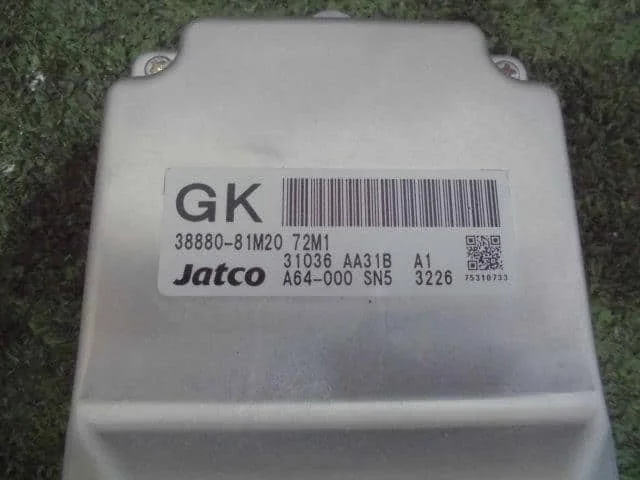 GK
38880-81M20 72M1
31036 AA31B A1
Jatco A64-000 SN5 3226
75310733